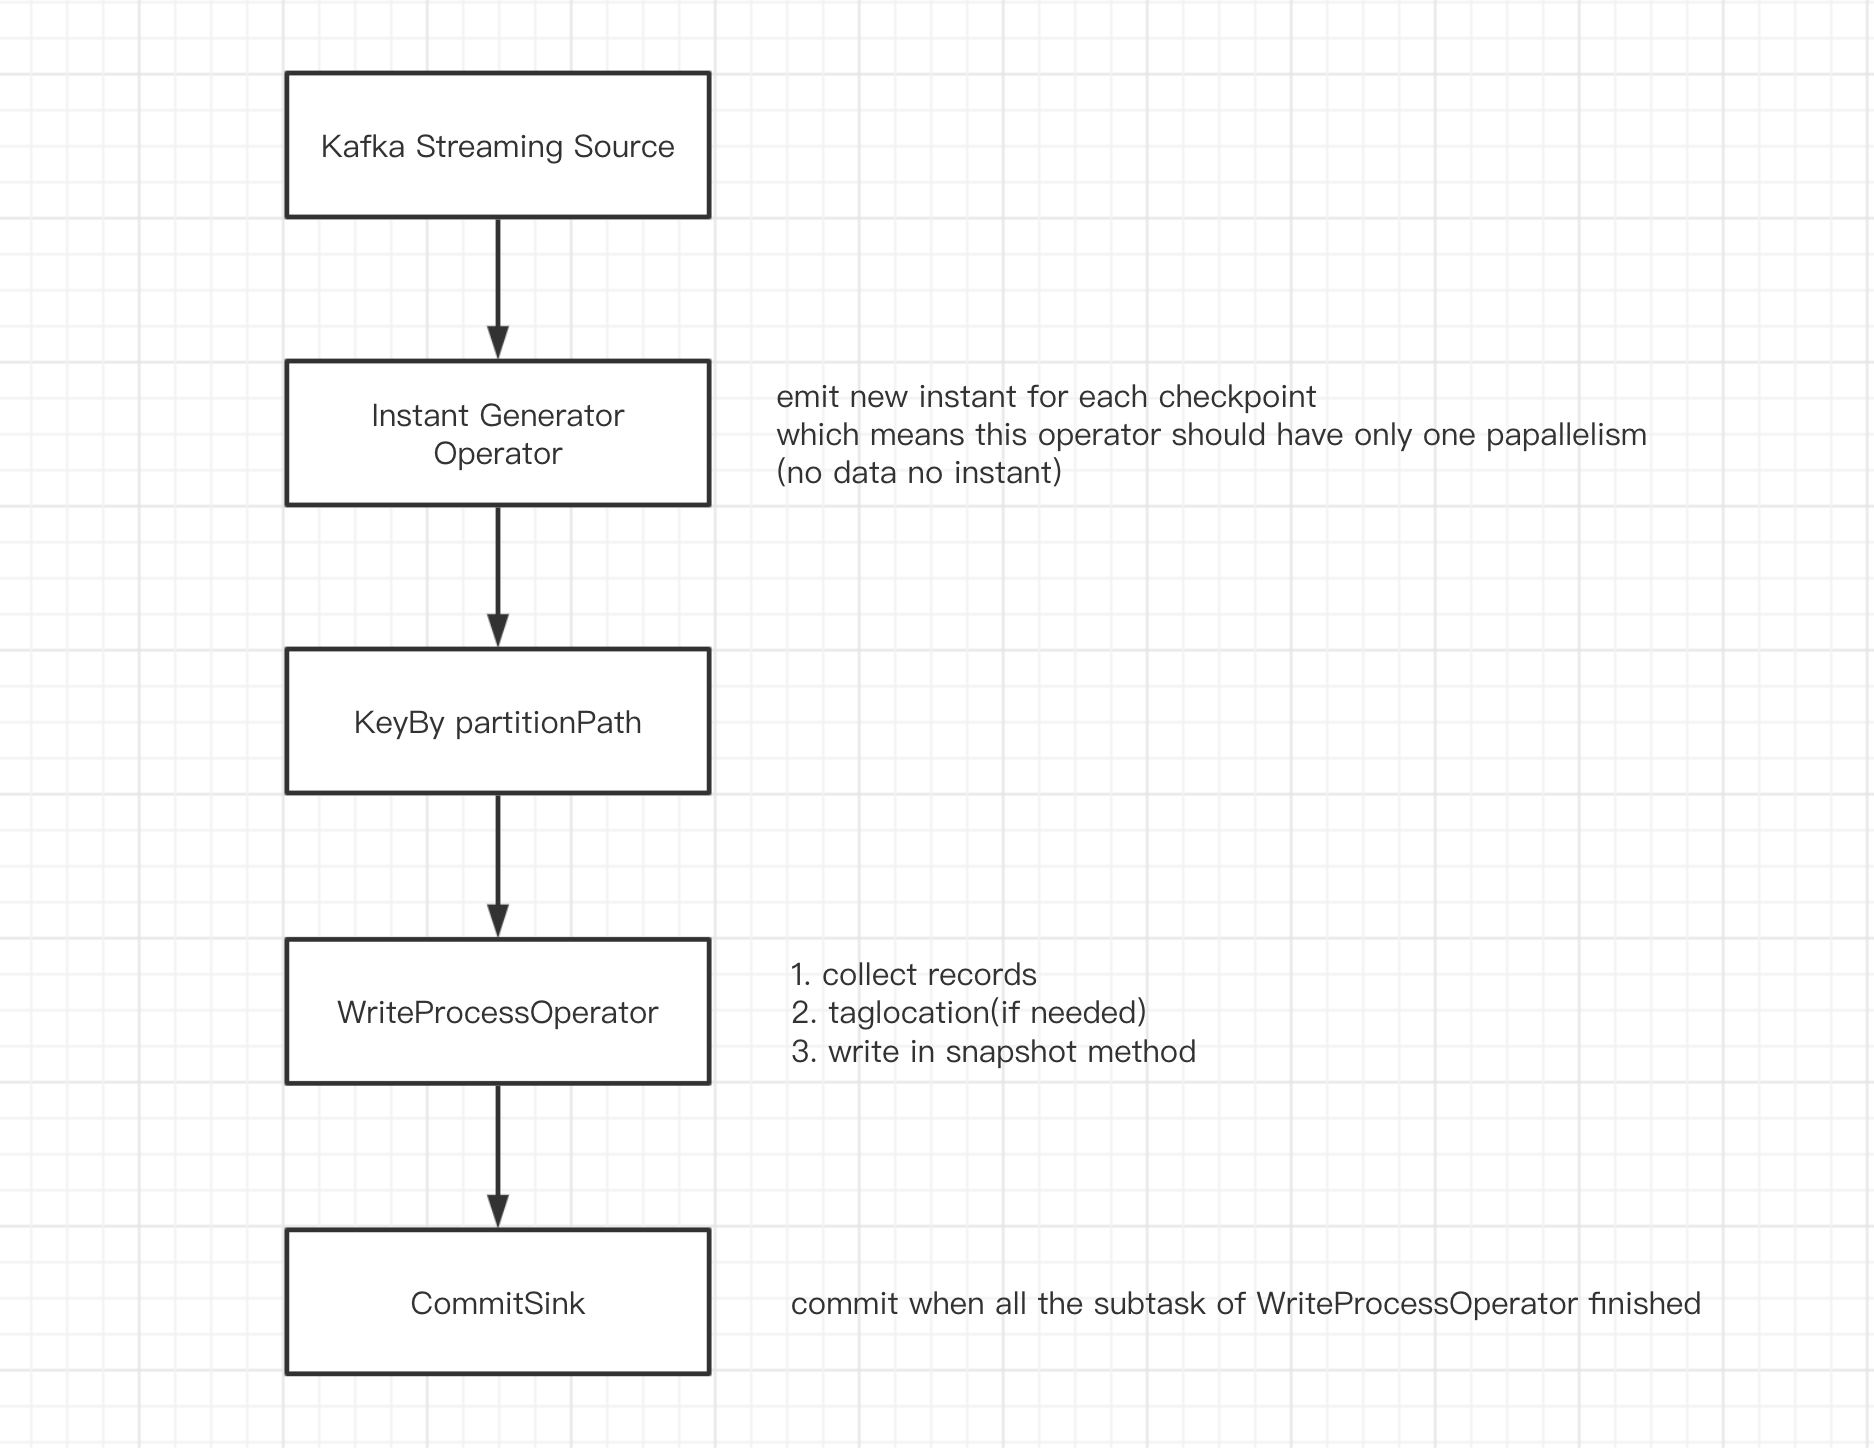 Kafka Streaming Source
Instant Generator
Operator
emit new instant for each checkpoint
which means this operator should have only one papallelism
(no data no instant)
KeyBy partitionPath
WriteProcessOperator
1. collect records
2. taglocation(if needed)
3. write in snapshot method
CommitSink
commit when all the subtask of WriteProcessOperator finished